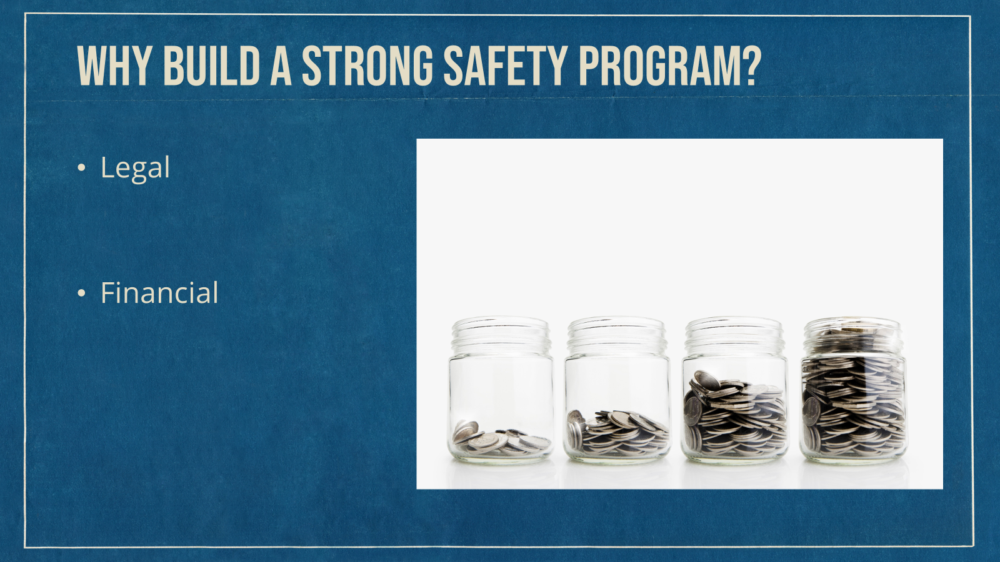 WHY BUILD A STRONG SAFETY PROGRAM?
• Legal
• Financial